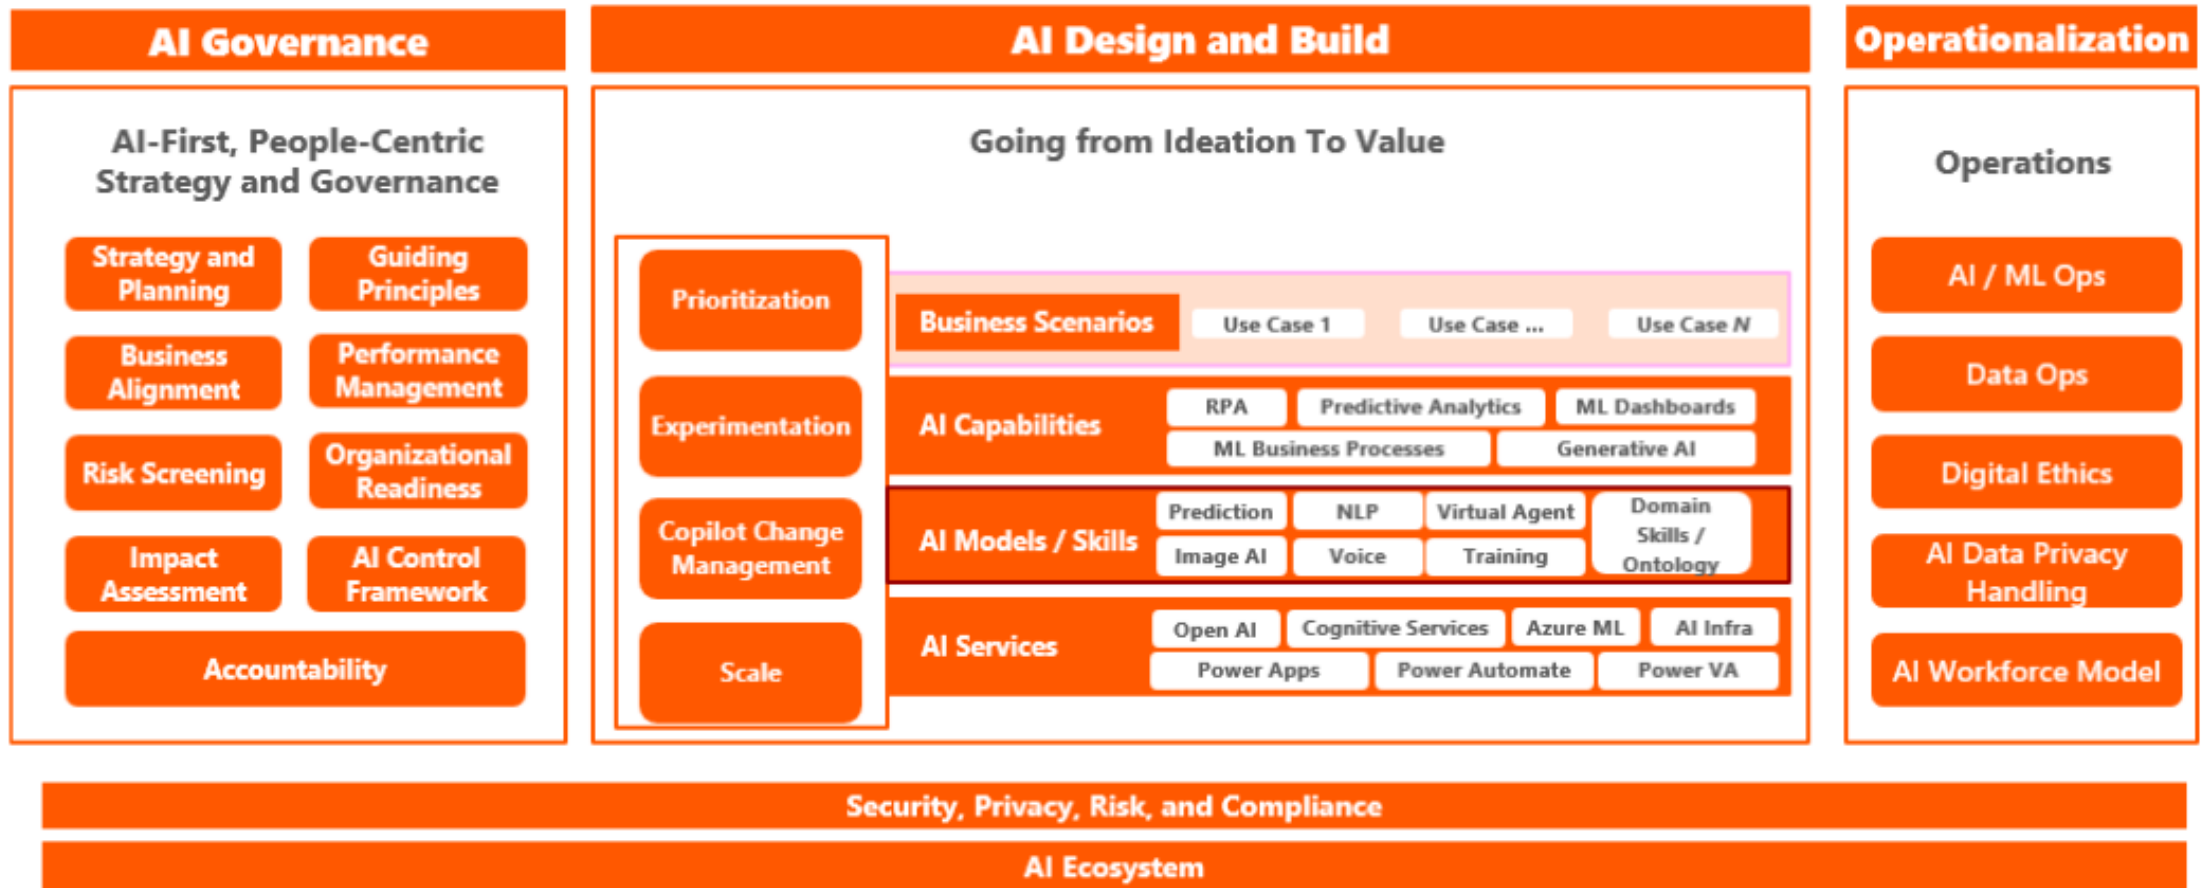 AI Governance
AI-First, People-Centric
Strategy and Governance
Strategy and
Planning
Guiding
Principles
Business
Alignment
Performance
Management
Risk Screening
Organizational
Readiness
Impact
Assessment
AI Control
Framework
Accountability
AI Design and Build
Going from Ideation To Value
Prioritization
Experimentation
Copilot Change
Management
Scale
Business Scenarios
Use Case 1
Use Case ...
Use Case N
AI Capabilities
RPA
Predictive Analytics
ML Dashboards
ML Business Processes
Generative AI
AI Models / Skills
Prediction
NLP
Virtual Agent
Domain
Skills /
Ontology
Image AI
Voice
Training
AI Services
Open AI
Cognitive Services
Azure ML
AI Infra
Power Apps
Power Automate
Power VA
Operationalization
Operations
AI / ML Ops
Data Ops
Digital Ethics
AI Data Privacy
Handling
AI Workforce Model
Security, Privacy, Risk, and Compliance
AI Ecosystem